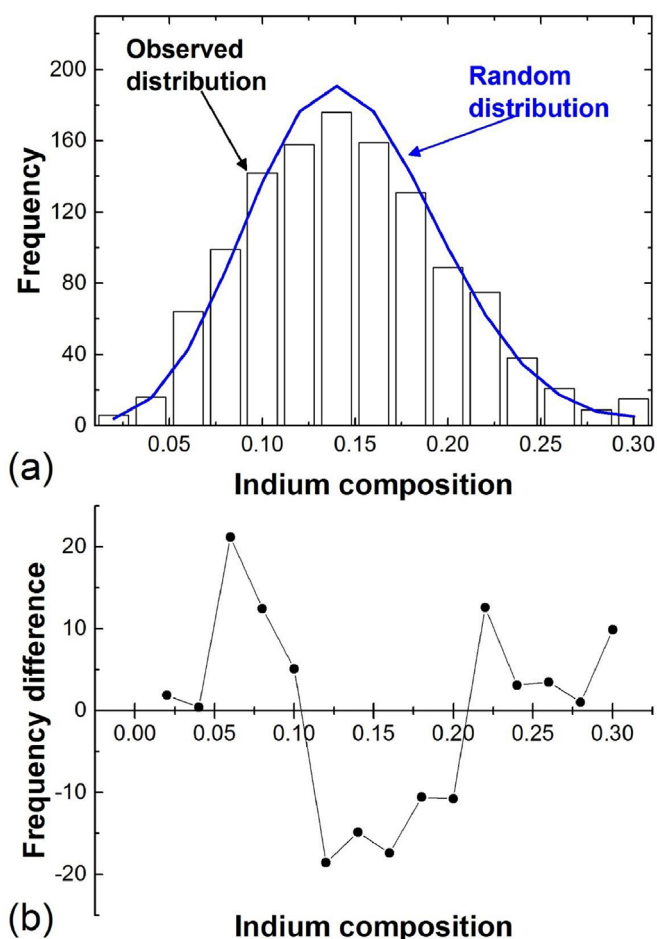 Observed
distribution
Random
distribution
Frequency
220
200
160
120
80
40
0
0.05 0.10 0.15 0.20 0.25 0.30
(a)
Indium composition
Frequency difference
20
10
0
-10
-20
0.00 0.05 0.10 0.15 0.20 0.25 0.30
(b)
Indium composition